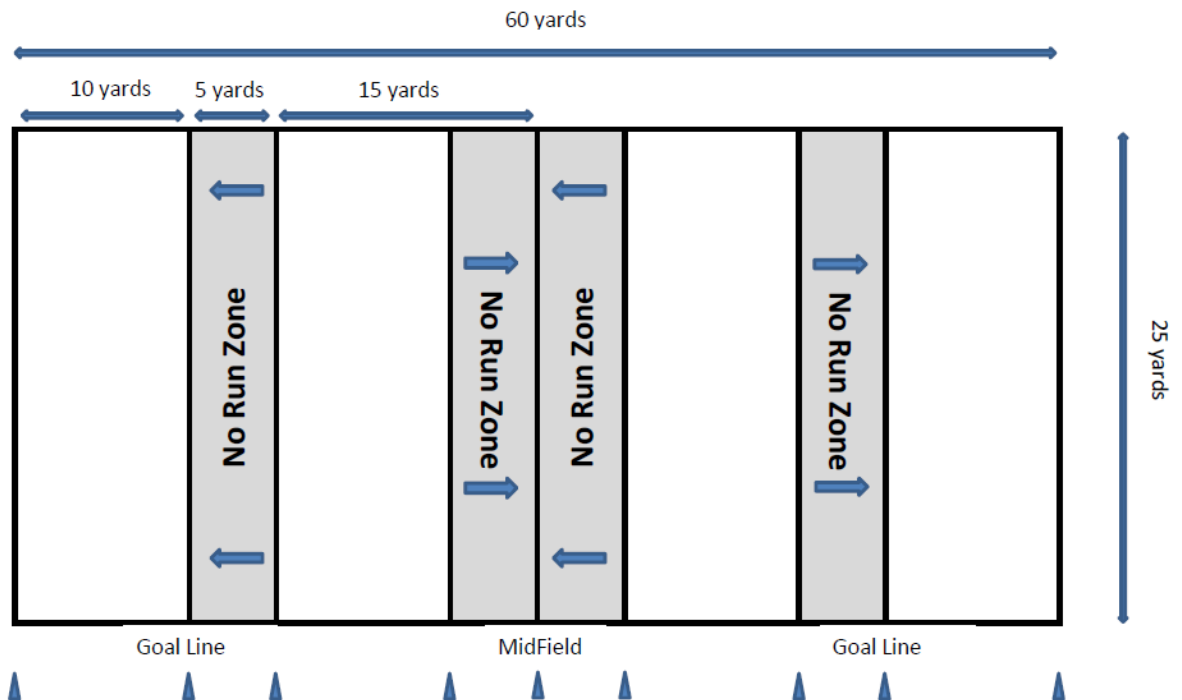 60 yards
10 yards
5 yards
15 yards
No Run Zone
No Run Zone
No Run Zone
No Run Zone
25 yards
Goal Line
MidField
Goal Line